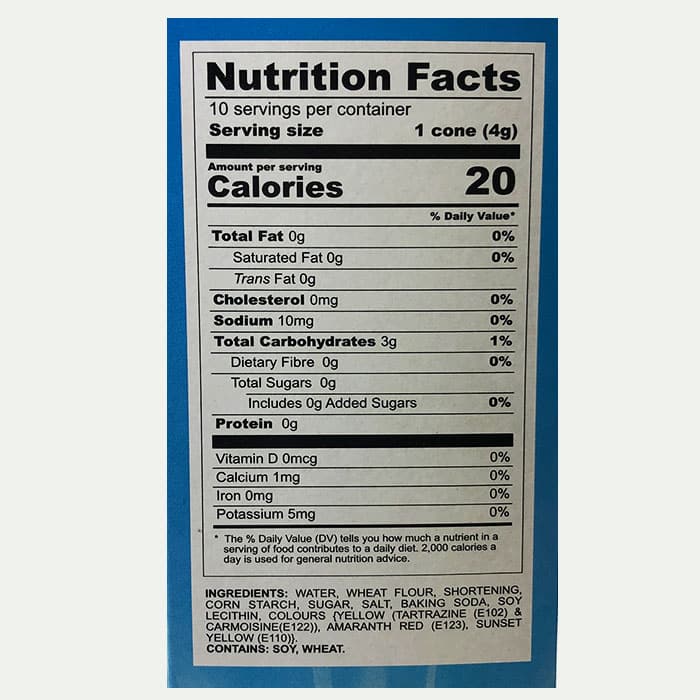 Nutrition Facts
10 servings per container
Serving size 1 cone (4g)
Amount per serving
Calories 20
% Daily Value*
Total Fat 0g 0%
Saturated Fat 0g 0%
Trans Fat 0g
Cholesterol 0mg 0%
Sodium 10mg 0%
Total Carbohydrates 3g 1%
Dietary Fibre 0g 0%
Total Sugars 0g
Includes 0g Added Sugars 0%
Protein 0g
Vitamin D 0mcg 0%
Calcium 1mg 0%
Iron 0mg 0%
Potassium 5mg 0%
* The % Daily Value (DV) tells you how much a nutrient in a
serving of food contributes to a daily diet. 2,000 calories a
day is used for general nutrition advice.
INGREDIENTS: WATER, WHEAT FLOUR, SHORTENING,
CORN STARCH, SUGAR, SALT, BAKING SODA, SOY
LECITHIN, COLOURS {YELLOW (TARTRAZINE (E102) &
CARMOISINE(E122)), AMARANTH RED (E123), SUNSET
YELLOW (E110)}.
CONTAINS: SOY, WHEAT.